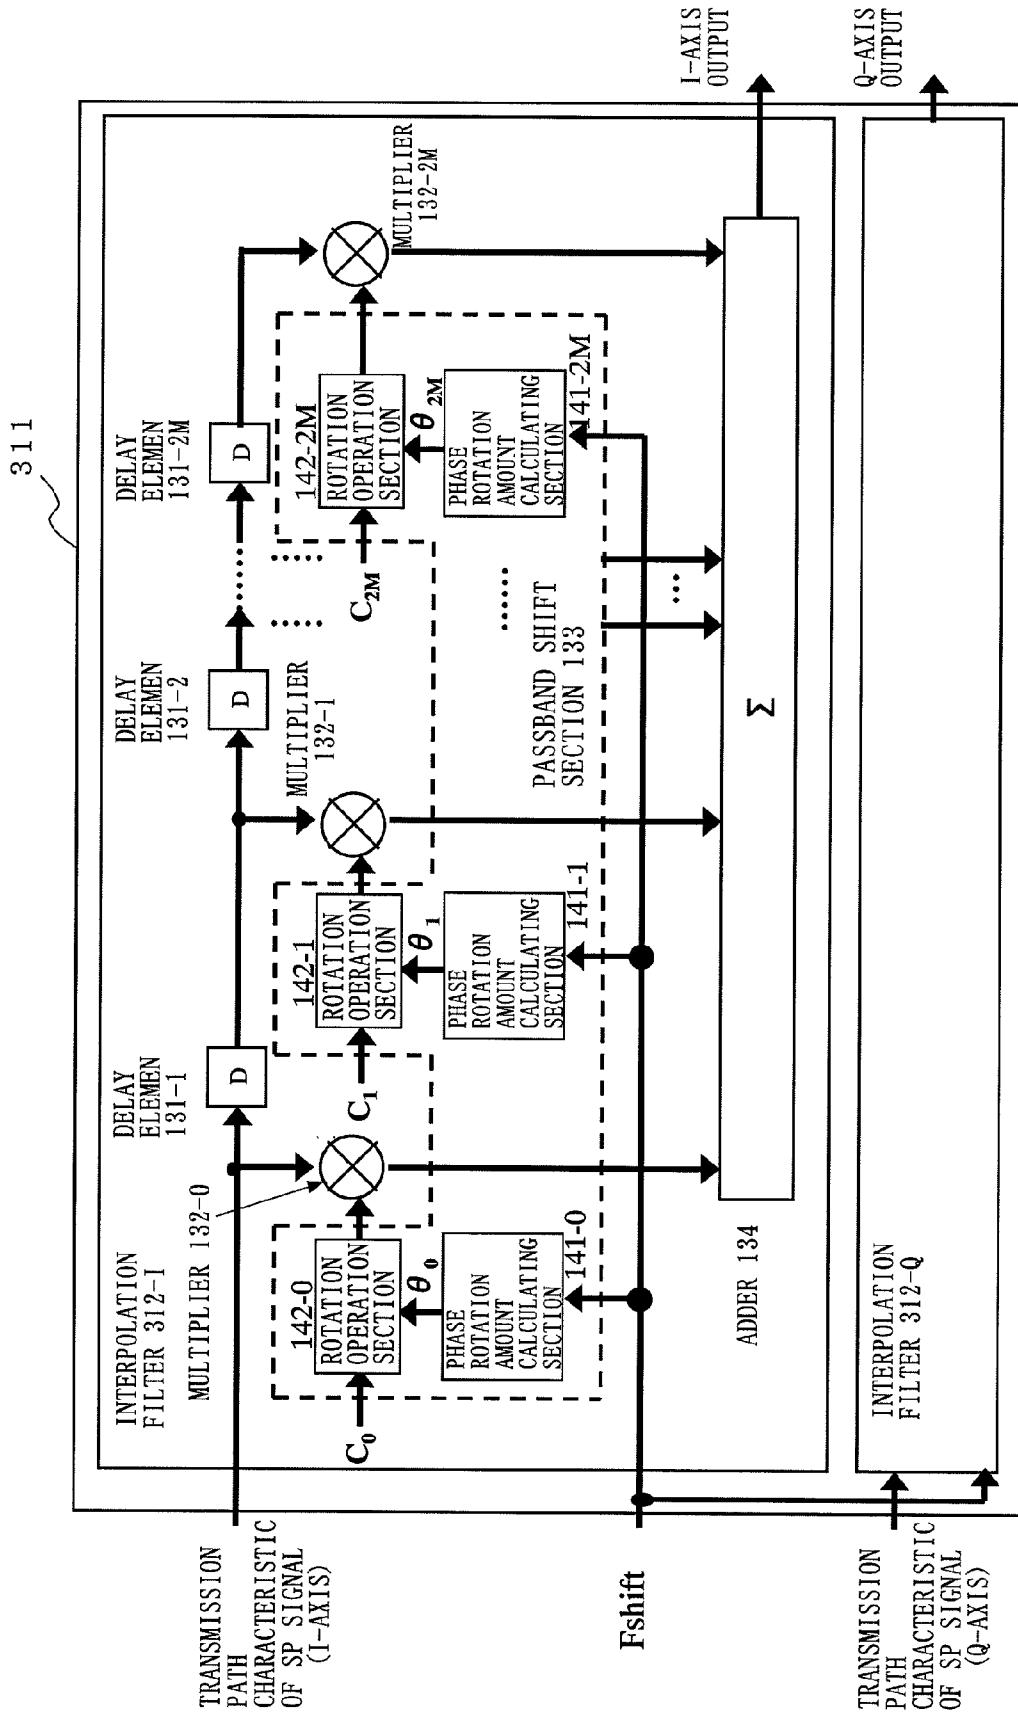 311
INTERPOLATION
FILTER 312-I
MULTIPLIER 132-0
DELAY
ELEMEN
131-1
DELAY
ELEMEN
131-2
DELAY
ELEMEN
131-2M
D
D
D
MULTIPLIER
132-1
MULTIPLIER
132-2M
I-AXIS
OUTPUT
Q-AXIS
OUTPUT
TRANSMISSION
PATH
CHARACTERISTIC
OF SP SIGNAL
(I-AXIS)
C0
142-0
ROTATION
OPERATION
SECTION
θ0
PHASE
ROTATION
AMOUNT
CALCULATING
SECTION
141-0
C1
142-1
ROTATION
OPERATION
SECTION
θ1
PHASE
ROTATION
AMOUNT
CALCULATING
SECTION
141-1
C2M
142-2M
ROTATION
OPERATION
SECTION
θ2M
PHASE
ROTATION
AMOUNT
CALCULATING
SECTION
141-2M
PASSBAND SHIFT
SECTION 133
Fshift
ADDER 134
Σ
TRANSMISSION
PATH
CHARACTERISTIC
OF SP SIGNAL
(Q-AXIS)
INTERPOLATION
FILTER 312-Q